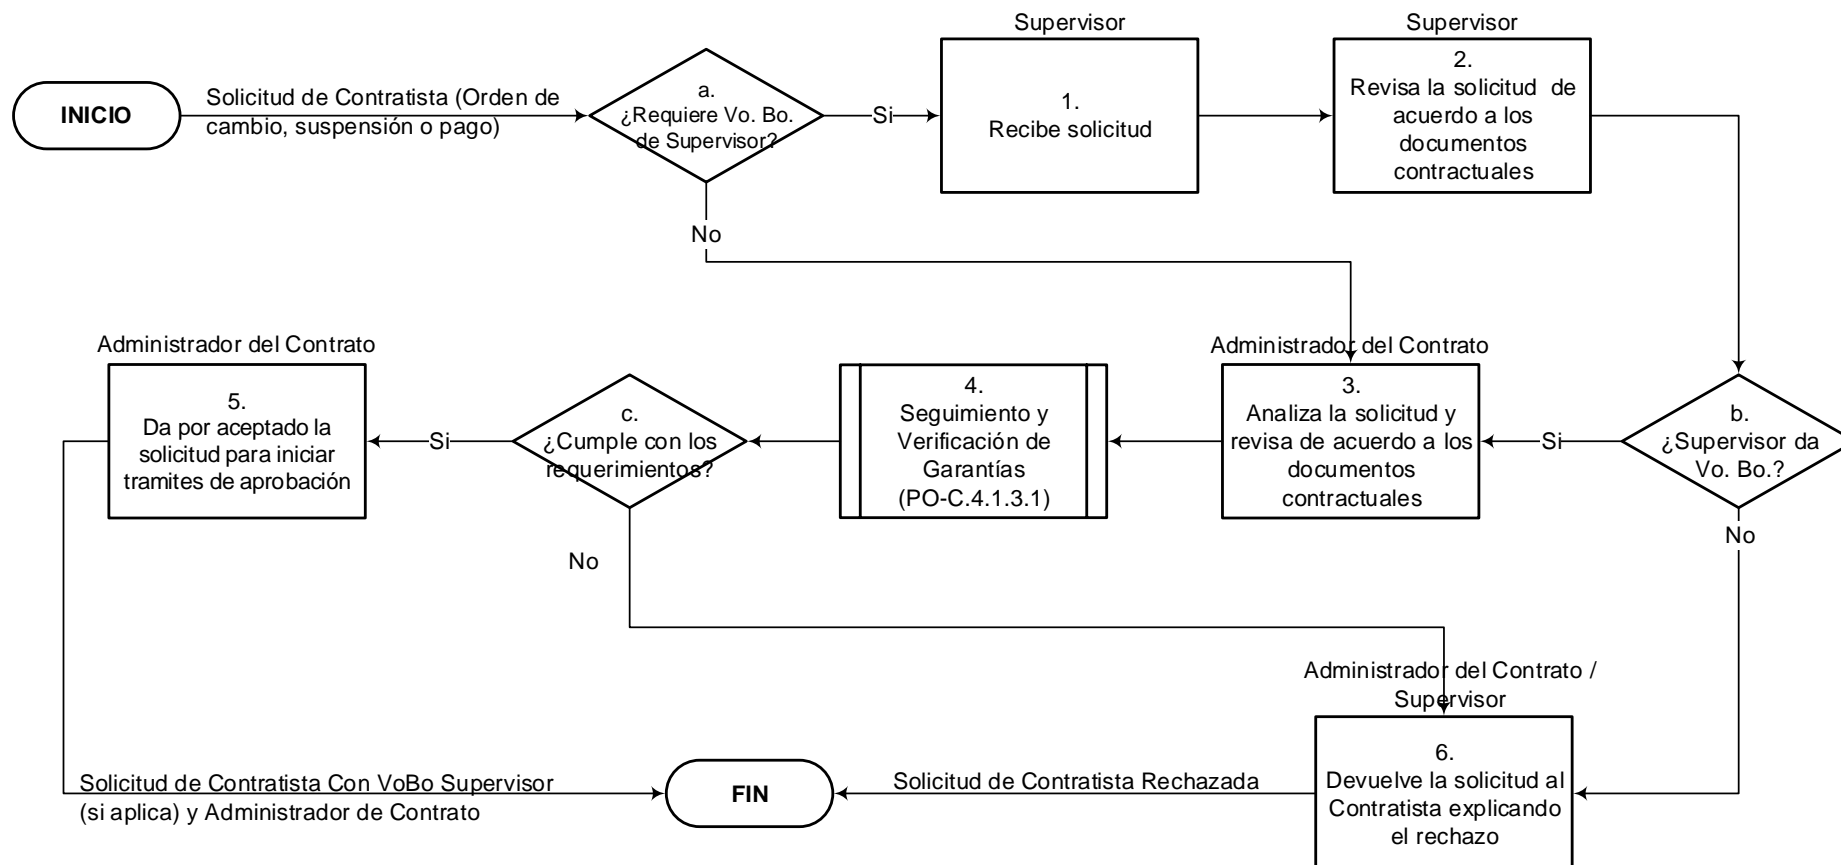 INICIO
Solicitud de Contratista (Orden de
cambio, suspensión o pago)
a.
¿Requiere Vo. Bo.
de Supervisor?
Si
No
Supervisor
1.
Recibe solicitud
Supervisor
2.
Revisa la solicitud de
acuerdo a los
documentos
contractuales
b.
¿Supervisor da
Vo. Bo.?
Si
No
Administrador del Contrato
3.
Analiza la solicitud y
revisa de acuerdo a los
documentos
contractuales
4.
Seguimiento y
Verificación de
Garantías
(PO-C.4.1.3.1)
c.
¿Cumple con los
requerimientos?
Si
No
Administrador del Contrato
5.
Da por aceptado la
solicitud para iniciar
tramites de aprobación
Administrador del Contrato /
Supervisor
6.
Devuelve la solicitud al
Contratista explicando
el rechazo
Solicitud de Contratista Rechazada
Solicitud de Contratista Con VoBo Supervisor
(si aplica) y Administrador de Contrato
FIN